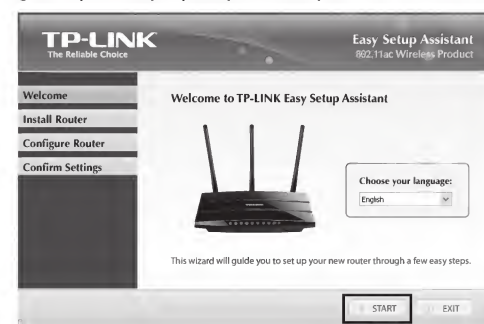 TP-LINK
The Reliable Choice
Easy Setup Assistant
802.11ac Wireless Product
Welcome
Install Router
Configure Router
Confirm Settings
Welcome to TP-LINK Easy Setup Assistant
Choose your language:
English
This wizard will guide you to set up your new router through a few easy steps.
START
EXIT